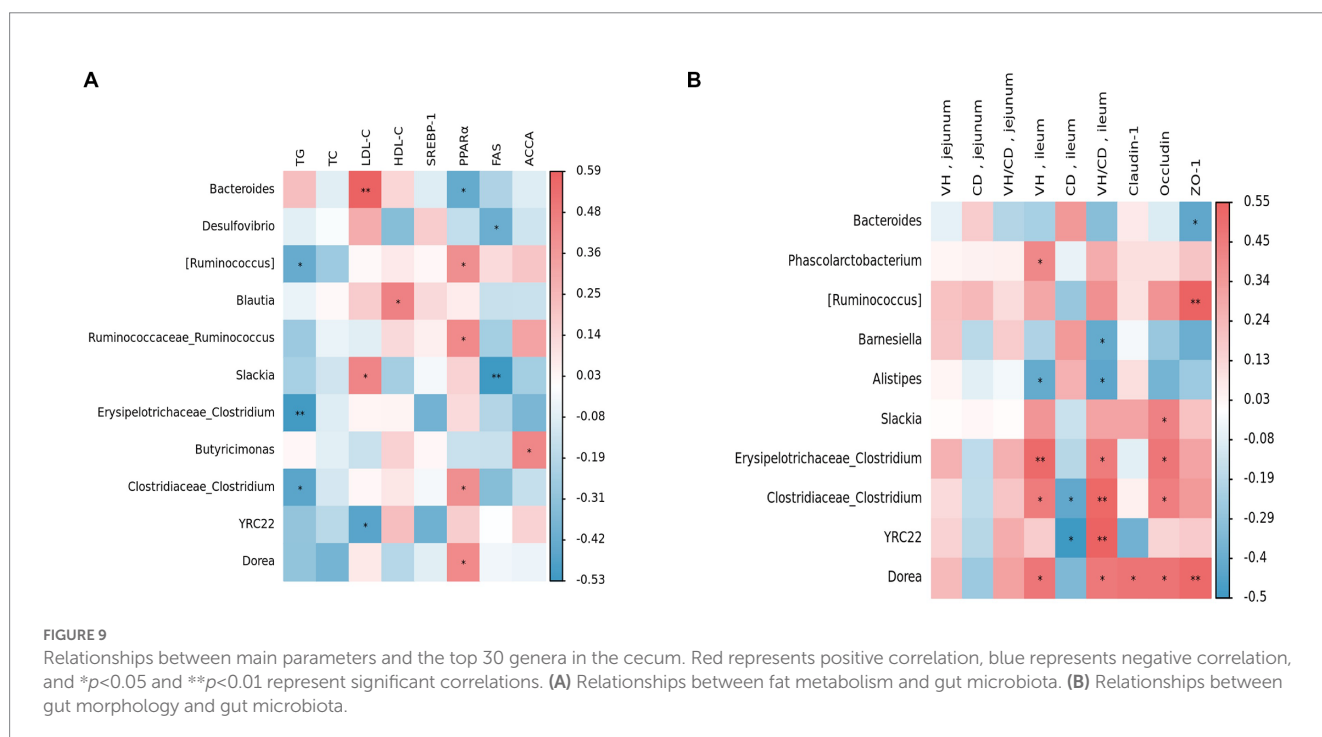 A
TG
TC
LDL-C
HDL-C
SREBP-1
PPARα
FAS
ACCA
Bacteroides ** *
Desulfovibrio *
[Ruminococcus] * *
Blautia *
Ruminococcaceae_Ruminococcus *
Slackia * **
Erysipelotrichaceae_Clostridium **
Butyricimonas *
Clostridiaceae_Clostridium * *
YRC22 *
Dorea *
0.59
0.48
0.36
0.25
0.14
0.03
-0.08
-0.19
-0.31
-0.42
-0.53
B
VH , jejunum
CD , jejunum
VH/CD , jejunum
VH , ileum
CD , ileum
VH/CD , ileum
Claudin-1
Occludin
ZO-1
Bacteroides *
Phascolarctobacterium *
[Ruminococcus] **
Barnesiella *
Alistipes * *
Slackia *
Erysipelotrichaceae_Clostridium ** * *
Clostridiaceae_Clostridium * * ** *
YRC22 * **
Dorea * * * * **
0.55
0.45
0.34
0.24
0.13
0.03
-0.08
-0.19
-0.29
-0.4
-0.5
FIGURE 9
Relationships between main parameters and the top 30 genera in the cecum. Red represents positive correlation, blue represents negative correlation,
and *p<0.05 and **p<0.01 represent significant correlations. (A) Relationships between fat metabolism and gut microbiota. (B) Relationships between
gut morphology and gut microbiota.